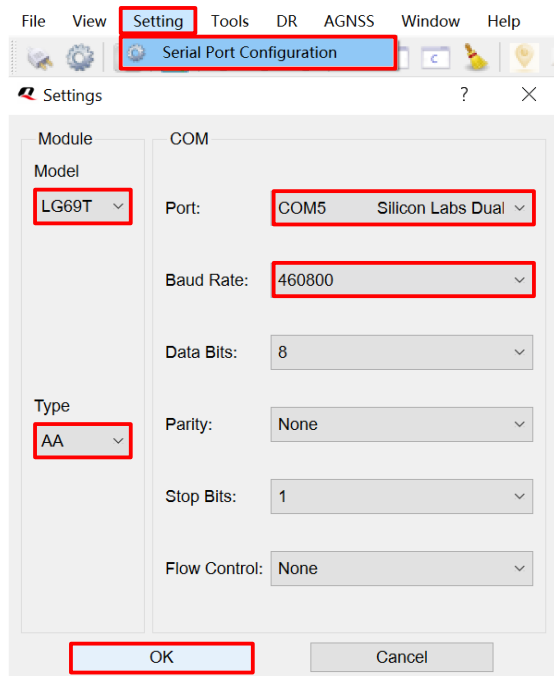 File View Setting Tools DR AGNSS Window Help
Serial Port Configuration
C
Settings ?
Module
Model
LG69T
Type
AA
COM
Port: COM5 Silicon Labs Dual
Baud Rate: 460800
Data Bits: 8
Parity: None
Stop Bits: 1
Flow Control: None
OK Cancel